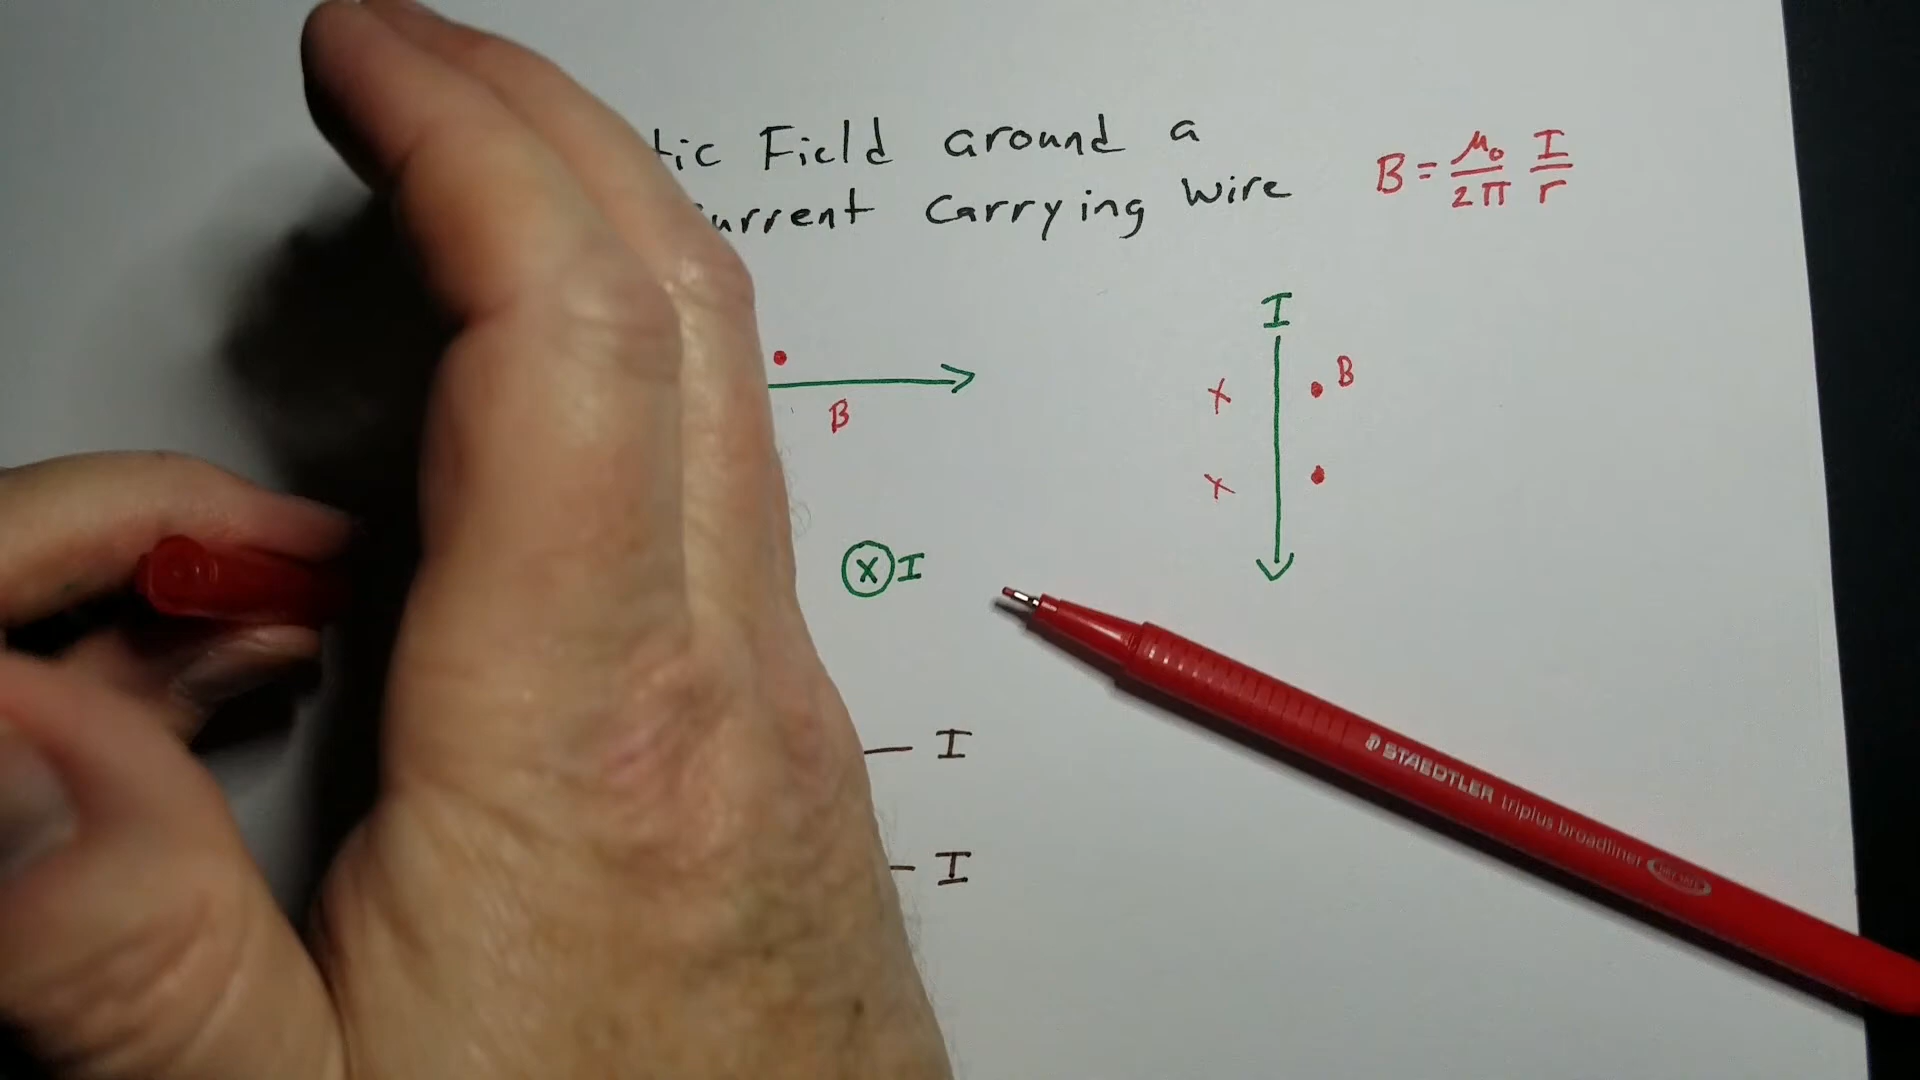 tic Field around a
urrent Carrying Wire
B = μ₀/2π I/r
I
B
X
B
X
X I
I
I
STAEDTLER triplus broadliner